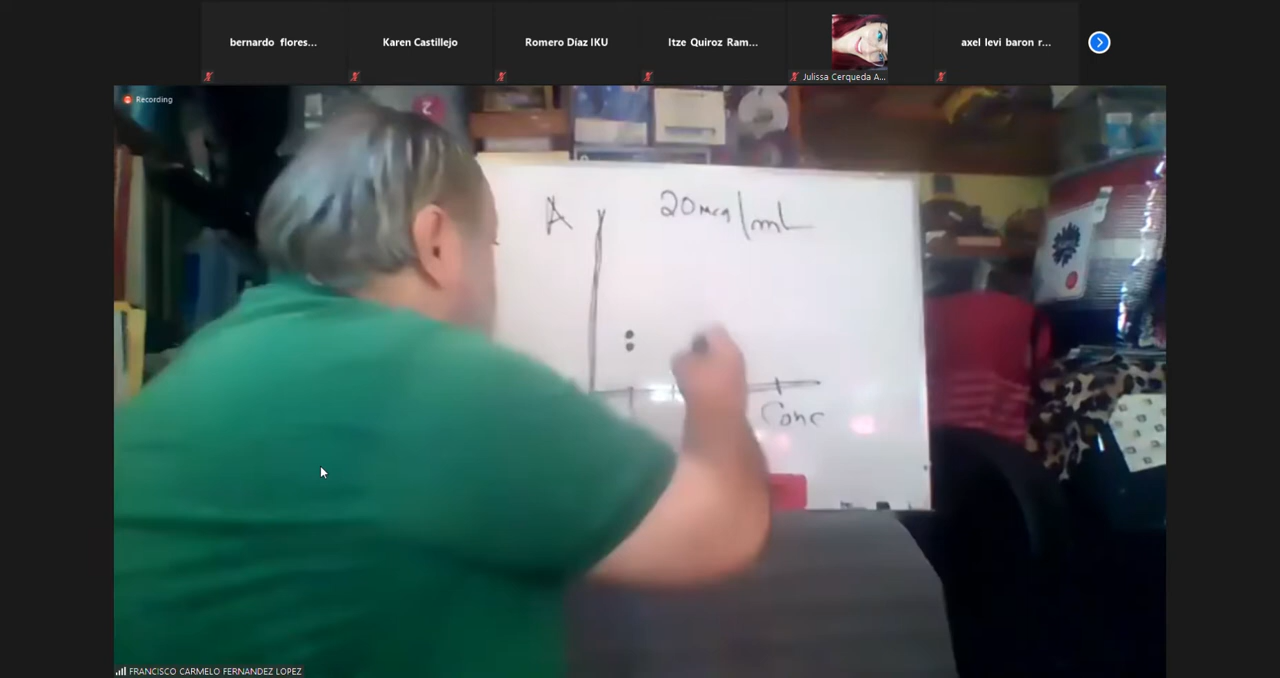 bernardo flores...
Karen Castillejo
Romero Díaz IKU
Itze Quiroz Ram...
Julissa Cerqueda A...
axel levi baron r...
Recording
2
A
20mcg/mL
Conc
FRANCISCO CARMELO FERNANDEZ LOPEZ